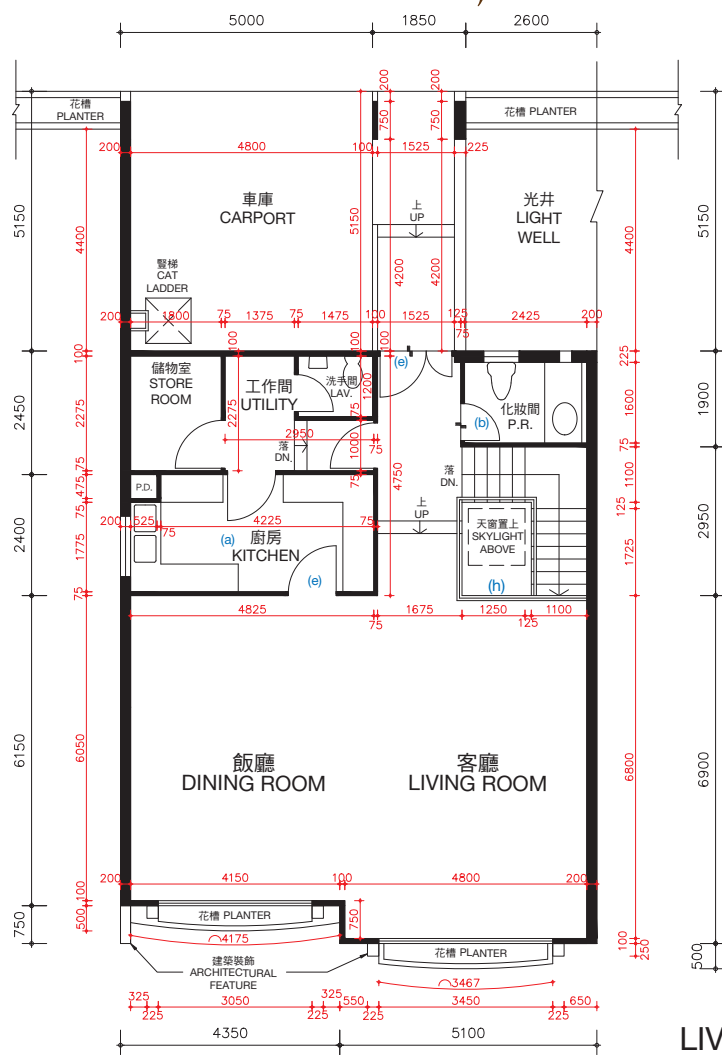 5000 1850 2600
200 200
花槽
PLANTER
花槽 PLANTER
750 750
200 4800 100 1525 225
車庫
CARPORT
上
UP
光井
LIGHT
WELL
5150 4400 5150 4200 4200 4400 5150
豎梯
CAT
LADDER
200 1800 75 1375 75 1475 100 1525 125 75 2425 200
100 100 100 (e) 225
儲物室
STORE
ROOM
工作間
UTILITY
洗手間
LAV.
1200
化妝間
P.R.
(b)
2450 2275 2275 75 1600 1900
2950 75
落
DN.
1000
75
落
DN.
75
1100
75
475
P.D.
4750
上
UP
天窗置上
SKYLIGHT
ABOVE
125
2400 75 1775 1725 2950
200 525 75 4225 75
(a)
廚房
KITCHEN
75
(e)
(h)
4825 75 1675 1250 125 1100
6150 6050 6800 6900
飯廳
DINING ROOM
客廳
LIVING ROOM
200 4150 100 4800 200
100
750 500 750
花槽 PLANTER
4175
花槽 PLANTER
100 250 500
建築裝飾
ARCHITECTURAL
FEATURE
3467
325 225 3050 225 325 550 225 3450 225 650
4350 5100
LIV